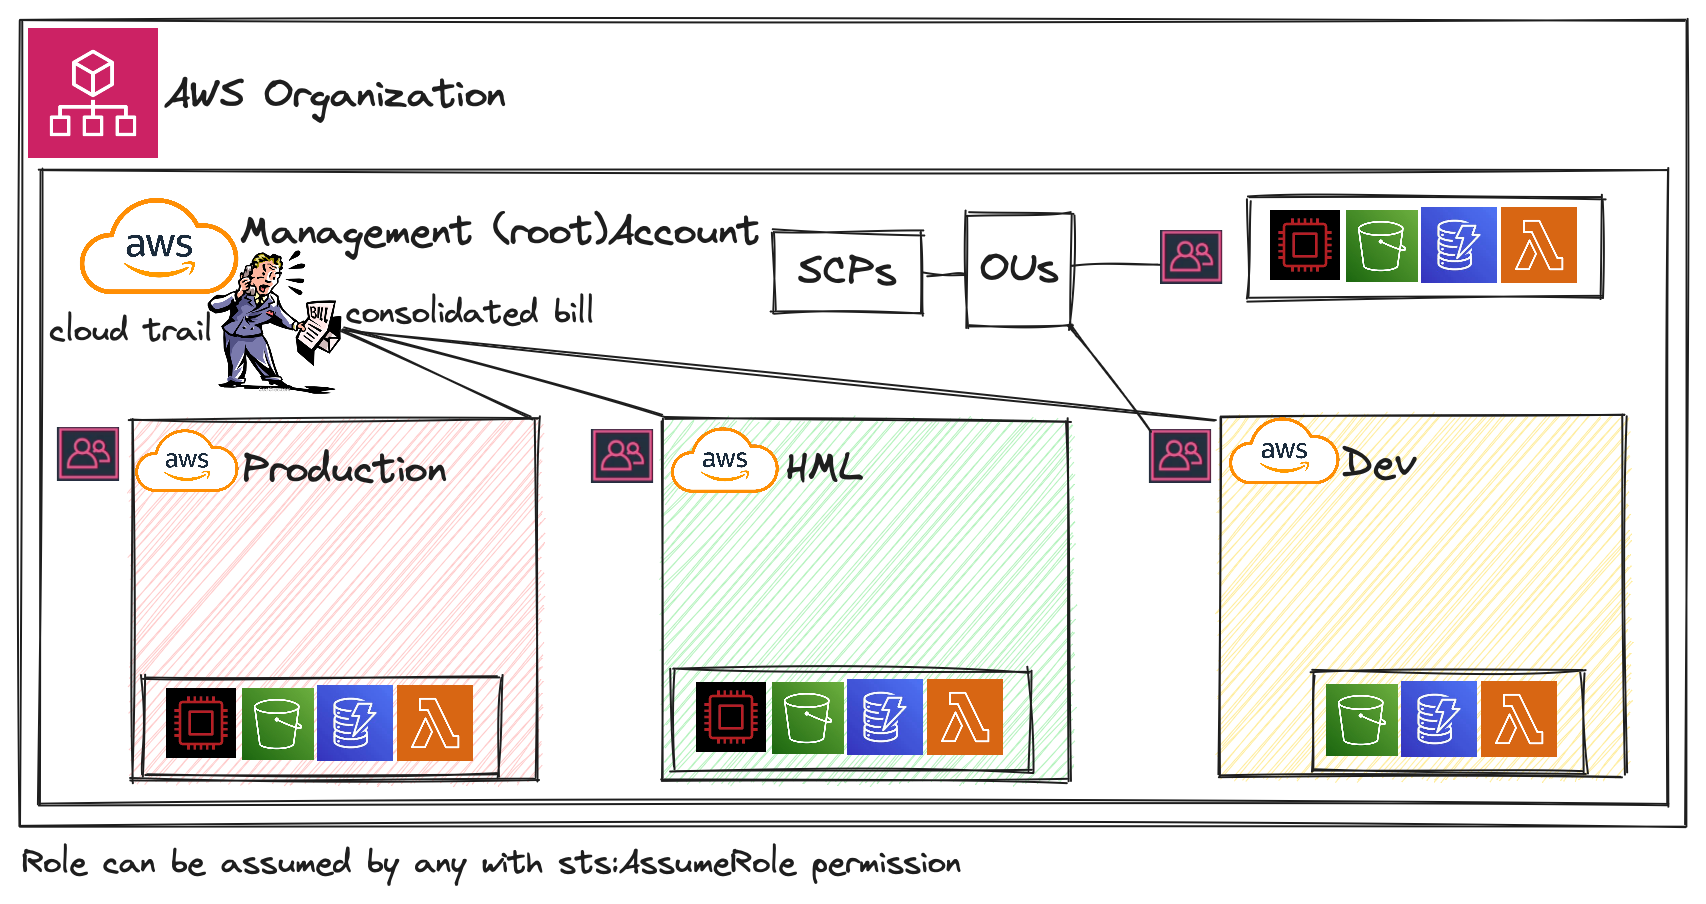 AWS Organization
aws
Management (root)Account
SCPs
OUs
BILL
consolidated bill
cloud trail
aws
Production
aws
HML
aws
Dev
Role can be assumed by any with sts:AssumeRole permission